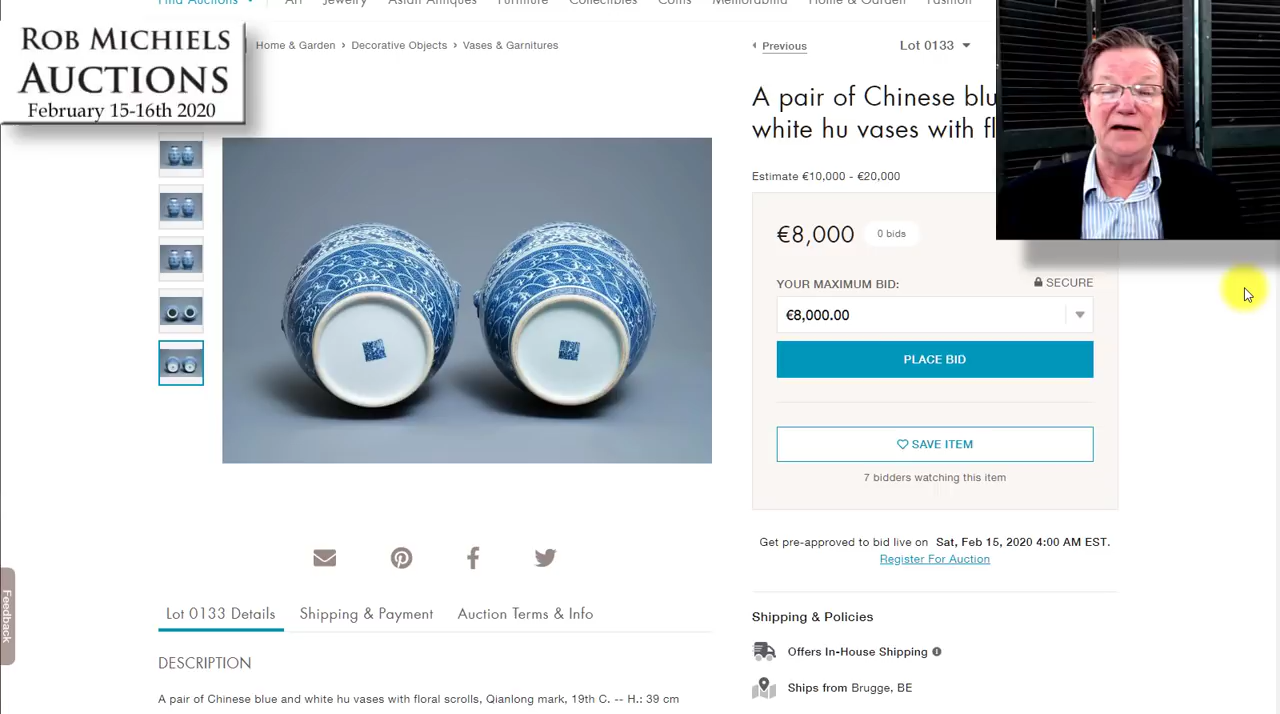 Find Auctions Art Jewelry Asian Antiques Furniture Collectibles Coins Memorabilia Home & Garden Fashion
ROB MICHIELS
AUCTIONS
February 15-16th 2020
Home & Garden › Decorative Objects › Vases & Garnitures
Previous
Lot 0133
A pair of Chinese blu
white hu vases with fl
Estimate €10,000 - €20,000
€8,000
0 bids
YOUR MAXIMUM BID:
SECURE
€8,000.00
PLACE BID
SAVE ITEM
7 bidders watching this item
Get pre-approved to bid live on Sat, Feb 15, 2020 4:00 AM EST.
Register For Auction
Feedback
Lot 0133 Details
Shipping & Payment
Auction Terms & Info
Shipping & Policies
Offers In-House Shipping
Ships from Brugge, BE
DESCRIPTION
A pair of Chinese blue and white hu vases with floral scrolls, Qianlong mark, 19th C. -- H.: 39 cm